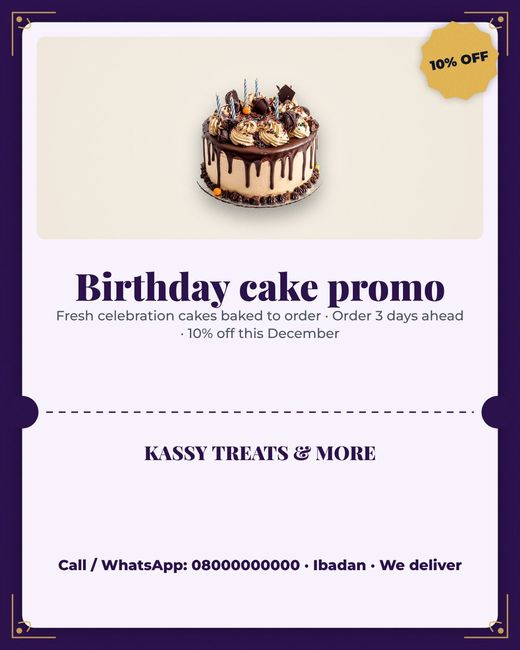 10% OFF
Birthday cake promo
Fresh celebration cakes baked to order · Order 3 days ahead
· 10% off this December
KASSY TREATS & MORE
Call / WhatsApp: 08000000000 · Ibadan · We deliver